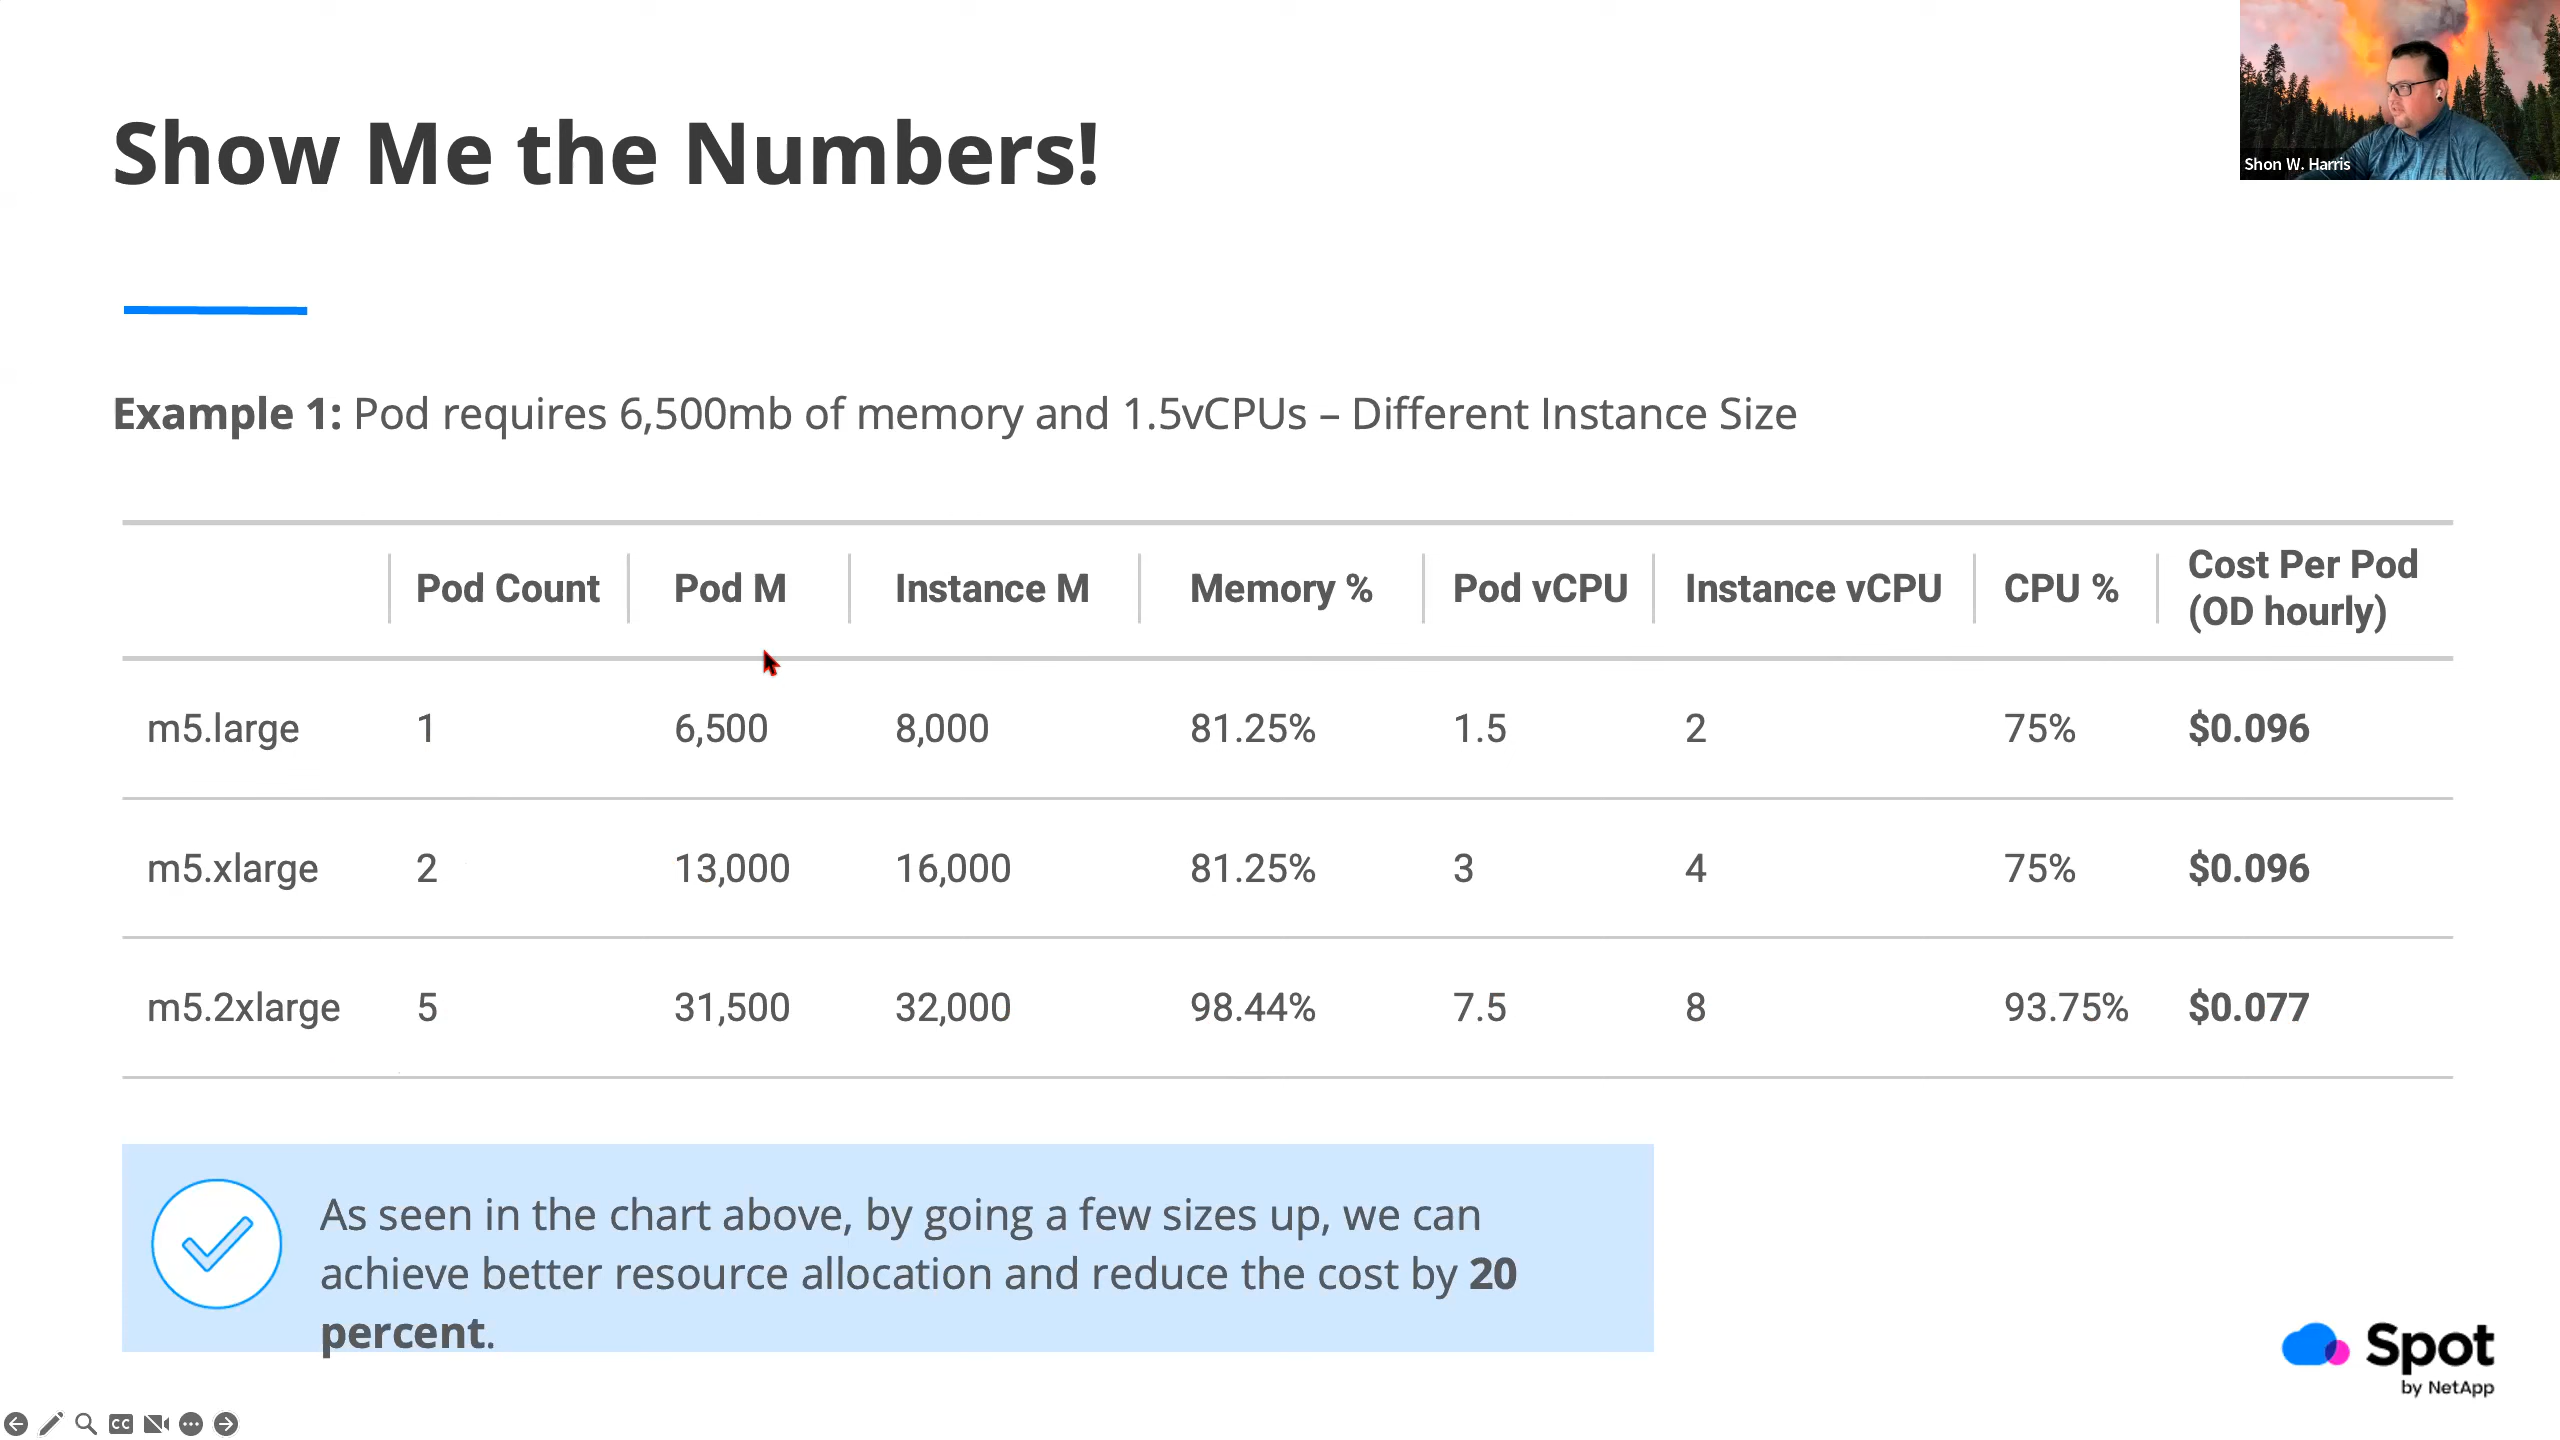 Shon W. Harris
Show Me the Numbers!
Example 1: Pod requires 6,500mb of memory and 1.5vCPUs – Different Instance Size
Pod Count Pod M Instance M Memory % Pod vCPU Instance vCPU CPU % Cost Per Pod
(OD hourly)
m5.large 1 6,500 8,000 81.25% 1.5 2 75% $0.096
m5.xlarge 2 13,000 16,000 81.25% 3 4 75% $0.096
m5.2xlarge 5 31,500 32,000 98.44% 7.5 8 93.75% $0.077
As seen in the chart above, by going a few sizes up, we can
achieve better resource allocation and reduce the cost by 20
percent.
Spot
by NetApp
CC